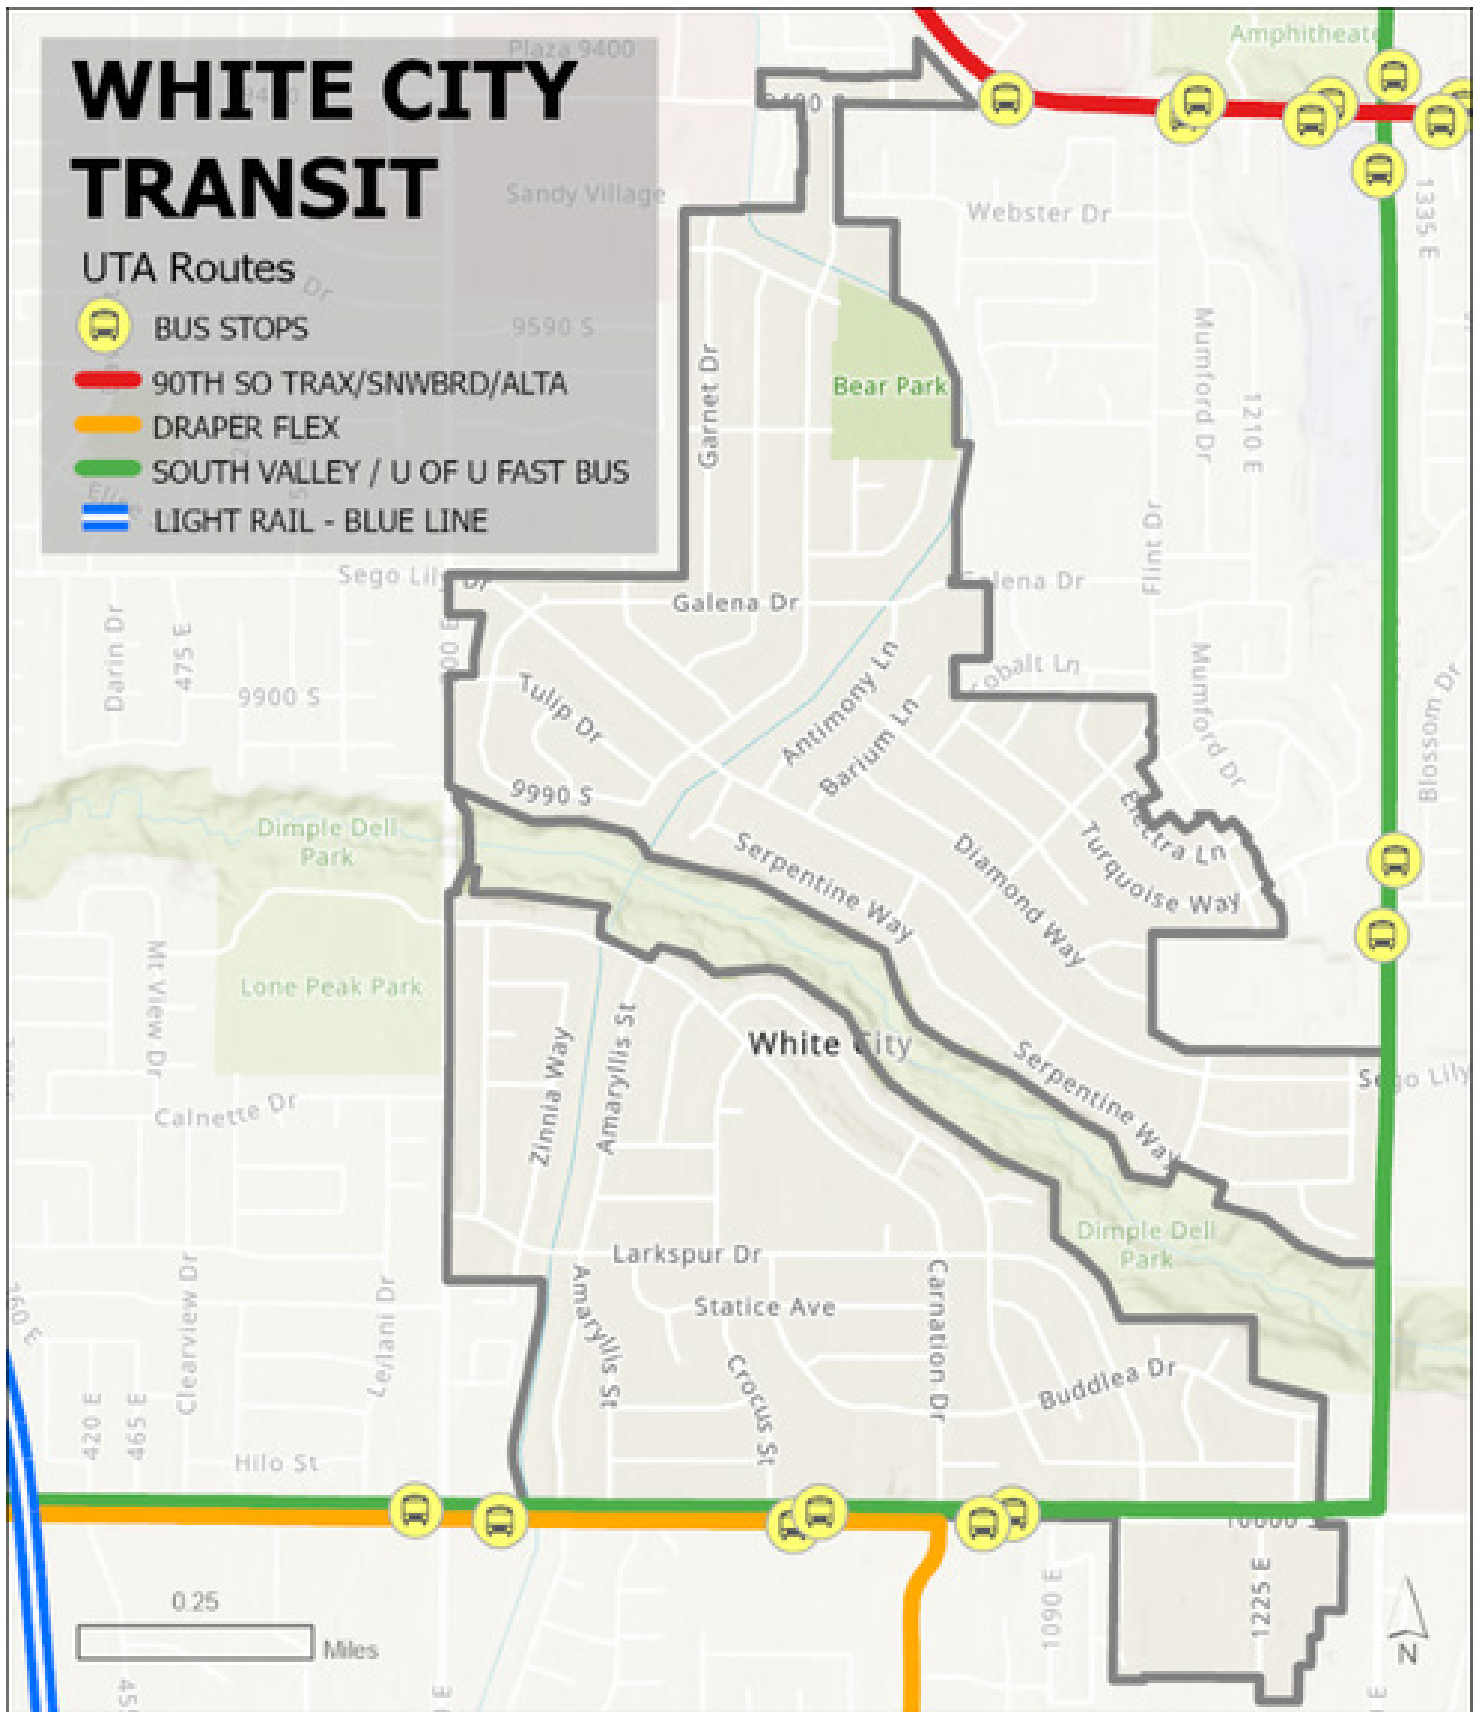 WHITE CITY
TRANSIT
UTA Routes
BUS STOPS
90TH SO TRAX/SNWBRD/ALTA
DRAPER FLEX
SOUTH VALLEY / U OF U FAST BUS
LIGHT RAIL - BLUE LINE
Plaza 9400
Amphitheate
Sandy Village
Webster Dr
1335 E
Dr
9590 S
Garnet Dr
Bear Park
Mumford Dr
1210 E
Flint Dr
Sego Lily Dr
Galena Dr
Galena Dr
Darin Dr
475 E
9900 S
Tulip Dr
Antimony Ln
Barium Ln
Cobalt Ln
Mumford Dr
Blossom Dr
9990 S
Dimple Dell
Park
Serpentine Way
Diamond Way
Turquoise Way
Electra Ln
Mt View Dr
Lone Peak Park
White City
Zinnia Way
Amaryllis St
Serpentine Way
Sego Lily
Calnette Dr
Dimple Dell
Park
Larkspur Dr
Statice Ave
Amaryllis St
Crocus St
Carnation Dr
Buddlea Dr
Clearview Dr
Leilani Dr
420 E
465 E
Hilo St
1090 E
1225 E
0.25
Miles
N